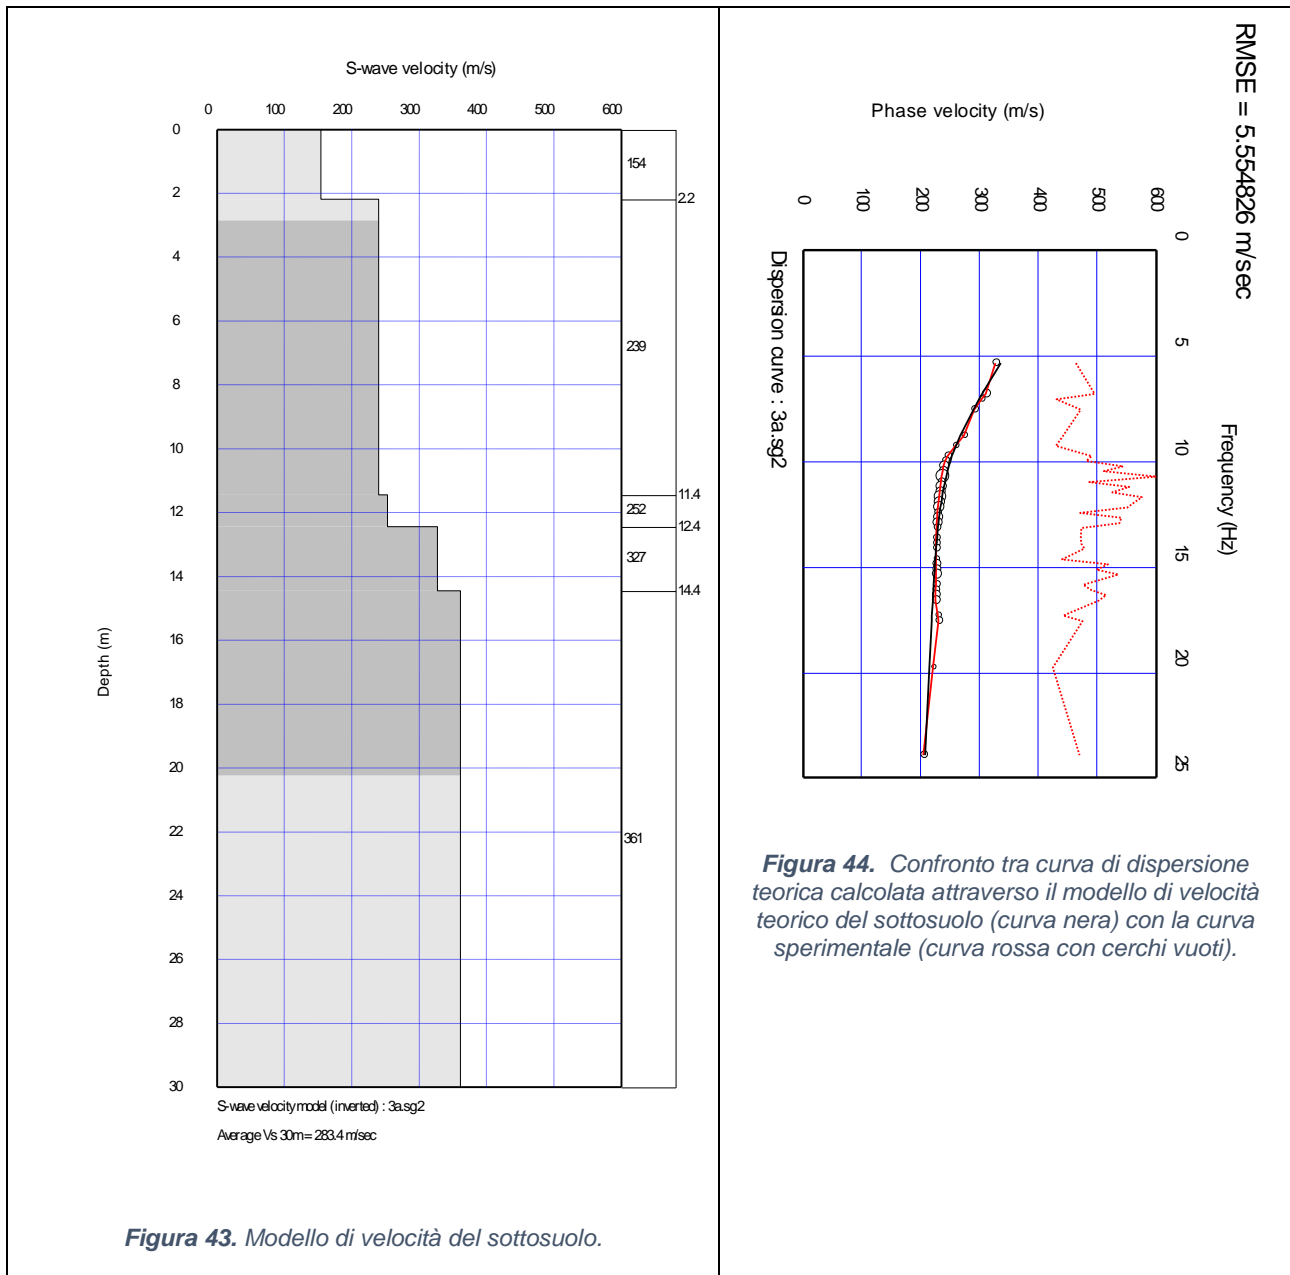 S-wave velocity (m/s)
0 100 200 300 400 500 600
0
2
4
6
8
10
12
14
16
18
20
22
24
26
28
30
Depth (m)
154
2.2
239
11.4
252
12.4
327
14.4
361
S-wave velocity model (inverted) : 3a.sg2
Average Vs 30m = 283.4 m/sec
Figura 43. Modello di velocità del sottosuolo.
RMSE = 5.554826 m/sec
Phase velocity (m/s)
0 100 200 300 400 500 600
0
5
10
15
20
25
Frequency (Hz)
Dispersion curve : 3a.sg2
Figura 44. Confronto tra curva di dispersione
teorica calcolata attraverso il modello di velocità
teorico del sottosuolo (curva nera) con la curva
sperimentale (curva rossa con cerchi vuoti).